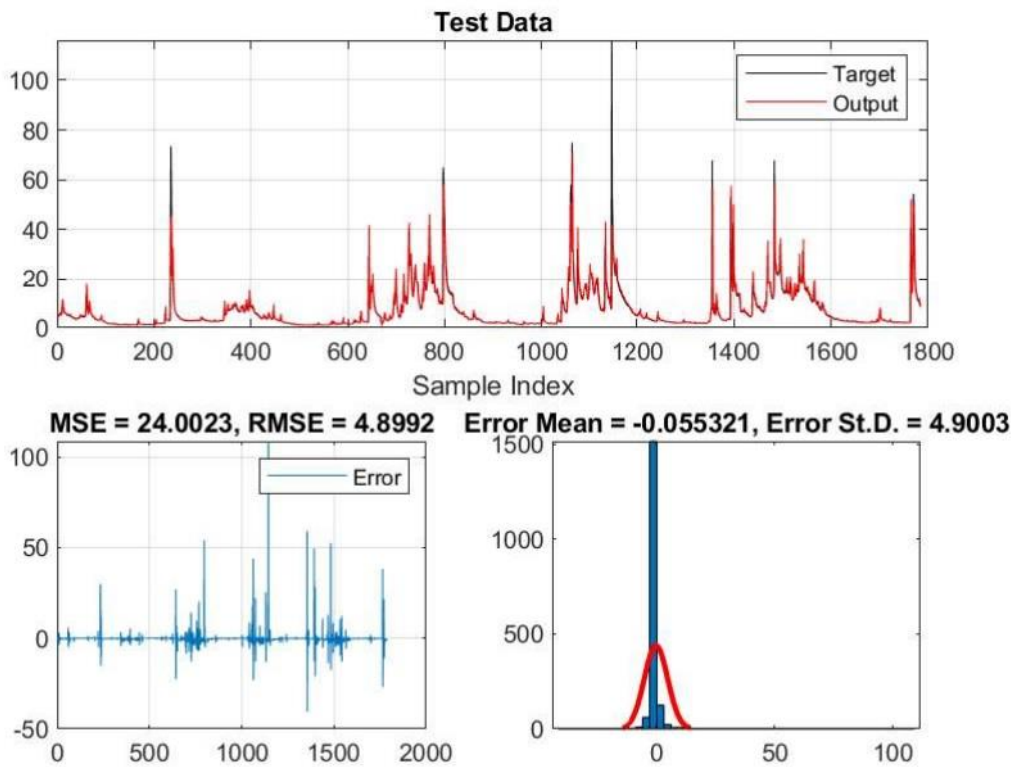 Test Data
100
80
60
40
20
0
Target
Output
0 200 400 600 800 1000 1200 1400 1600 1800
Sample Index
MSE = 24.0023, RMSE = 4.8992
100
50
0
-50
Error
0 500 1000 1500 2000
Error Mean = -0.055321, Error St.D. = 4.9003
1500
1000
500
0
0 50 100